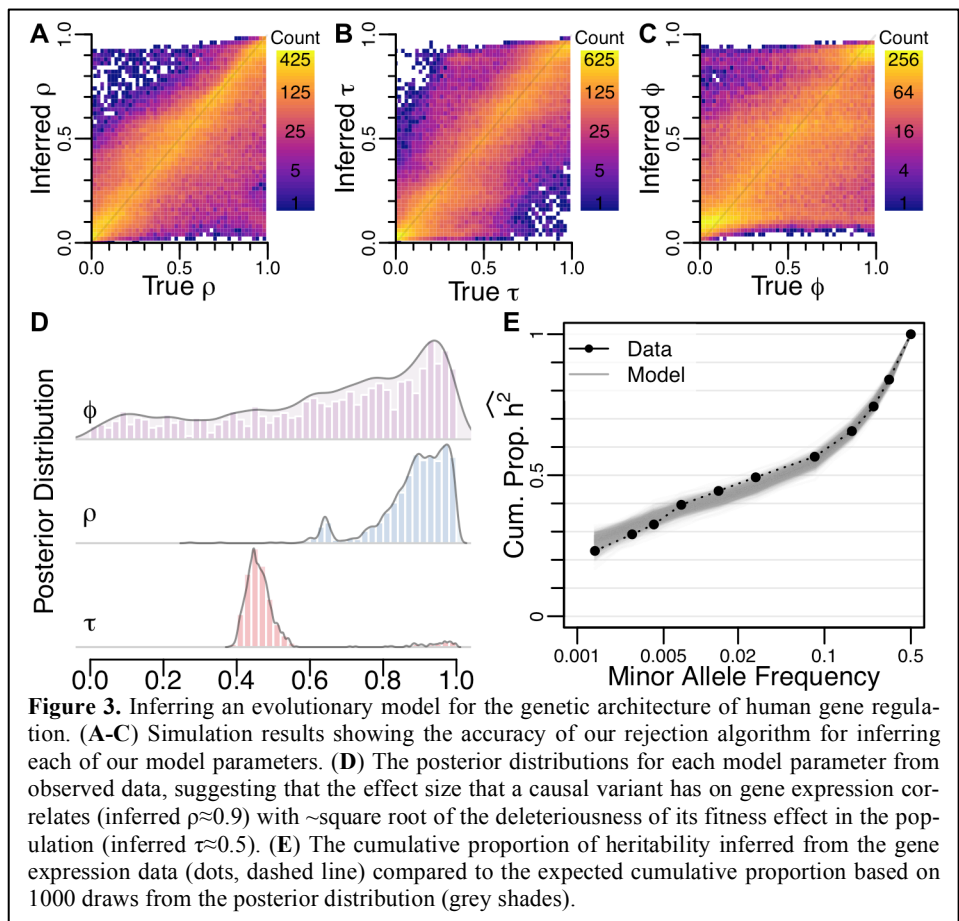 A
B
C
Count
425
125
25
5
1
Inferred ρ
1.0
0.5
0.0
0.0 0.5 1.0
True ρ
Count
625
125
25
5
1
Inferred τ
1.0
0.5
0.0
0.0 0.5 1.0
True τ
Count
256
64
16
4
1
Inferred ϕ
1.0
0.5
0.0
0.0 0.5 1.0
True ϕ
D
Posterior Distribution
ϕ
ρ
τ
0.0 0.2 0.4 0.6 0.8 1.0
E
Data
Model
Cum. Prop. ĥ²
1
0.5
0
0.001 0.005 0.02 0.1 0.5
Minor Allele Frequency
Figure 3. Inferring an evolutionary model for the genetic architecture of human gene regula-
tion. (A-C) Simulation results showing the accuracy of our rejection algorithm for inferring
each of our model parameters. (D) The posterior distributions for each model parameter from
observed data, suggesting that the effect size that a causal variant has on gene expression cor-
relates (inferred ρ≈0.9) with ~square root of the deleteriousness of its fitness effect in the pop-
ulation (inferred τ≈0.5). (E) The cumulative proportion of heritability inferred from the gene
expression data (dots, dashed line) compared to the expected cumulative proportion based on
1000 draws from the posterior distribution (grey shades).